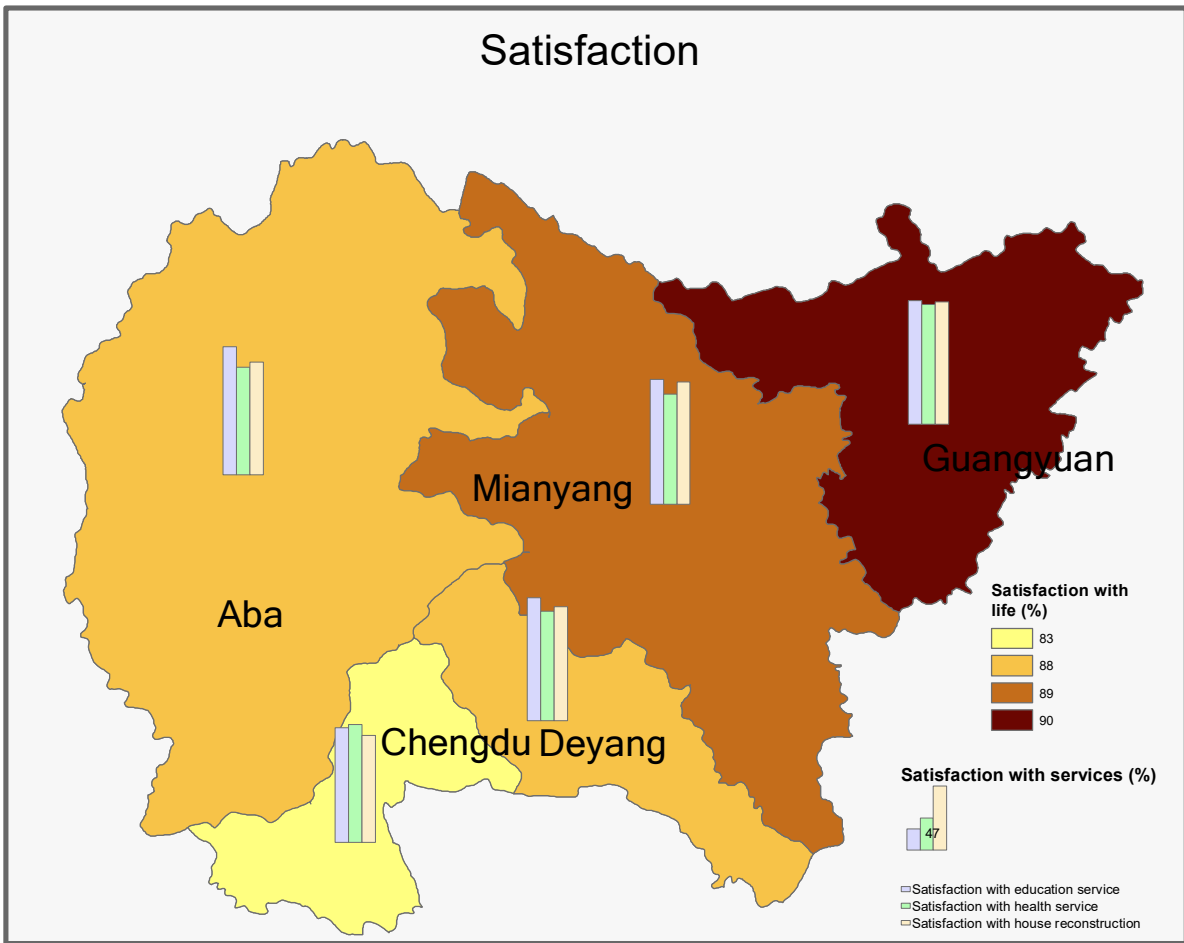 Satisfaction
Guangyuan
Mianyang
Aba
Chengdu
Deyang
Satisfaction with
life (%)
83
88
89
90
Satisfaction with services (%)
47
Satisfaction with education service
Satisfaction with health service
Satisfaction with house reconstruction